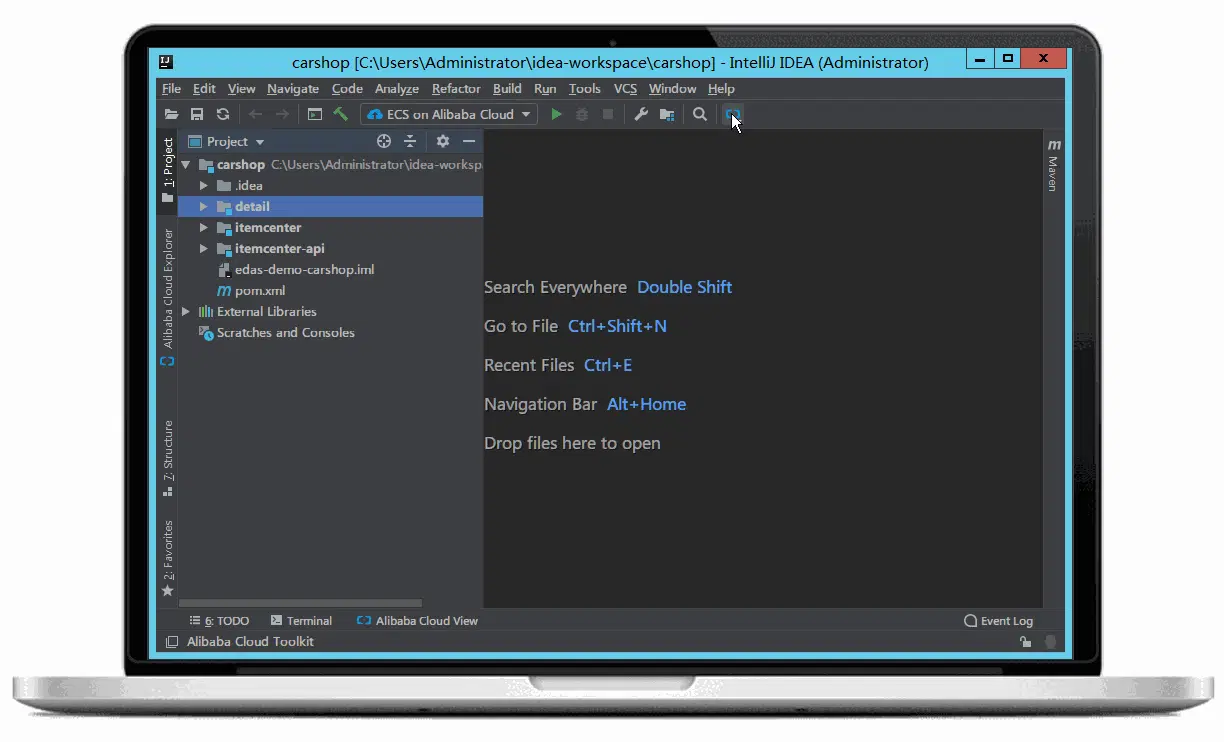 IJ
carshop [C:\Users\Administrator\idea-workspace\carshop] - IntelliJ IDEA (Administrator)
File Edit View Navigate Code Analyze Refactor Build Run Tools VCS Window Help
ECS on Alibaba Cloud
1: Project
Alibaba Cloud Explorer
7: Structure
2: Favorites
Project
carshop C:\Users\Administrator\idea-worksp
.idea
detail
itemcenter
itemcenter-api
edas-demo-carshop.iml
m pom.xml
External Libraries
Scratches and Consoles
Search Everywhere Double Shift
Go to File Ctrl+Shift+N
Recent Files Ctrl+E
Navigation Bar Alt+Home
Drop files here to open
m Maven
6: TODO Terminal Alibaba Cloud View Event Log
Alibaba Cloud Toolkit